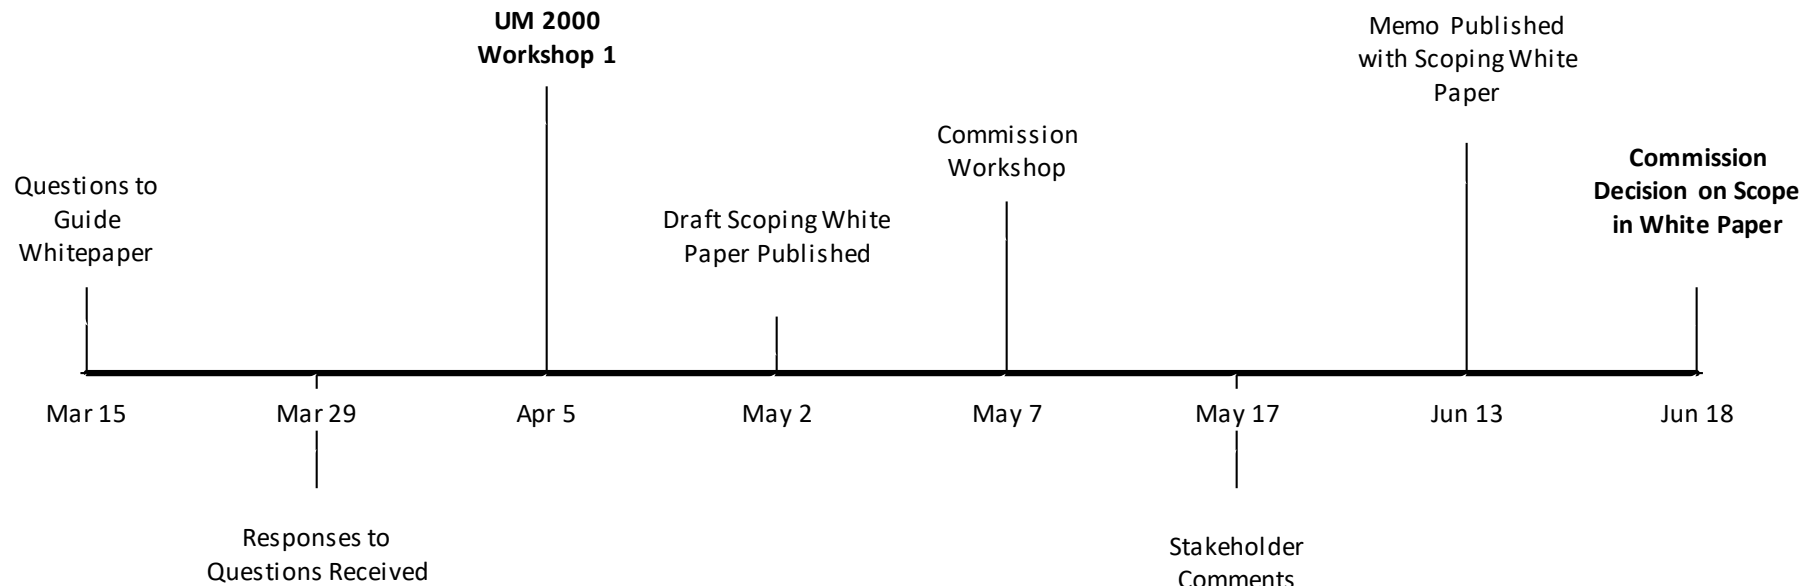 UM 2000
Workshop 1
Memo Published
with Scoping White
Paper
Commission
Workshop
Commission
Decision on Scope
in White Paper
Questions to
Guide
Whitepaper
Draft Scoping White
Paper Published
Mar 15
Mar 29
Apr 5
May 2
May 7
May 17
Jun 13
Jun 18
Responses to
Questions Received
Stakeholder
Comments